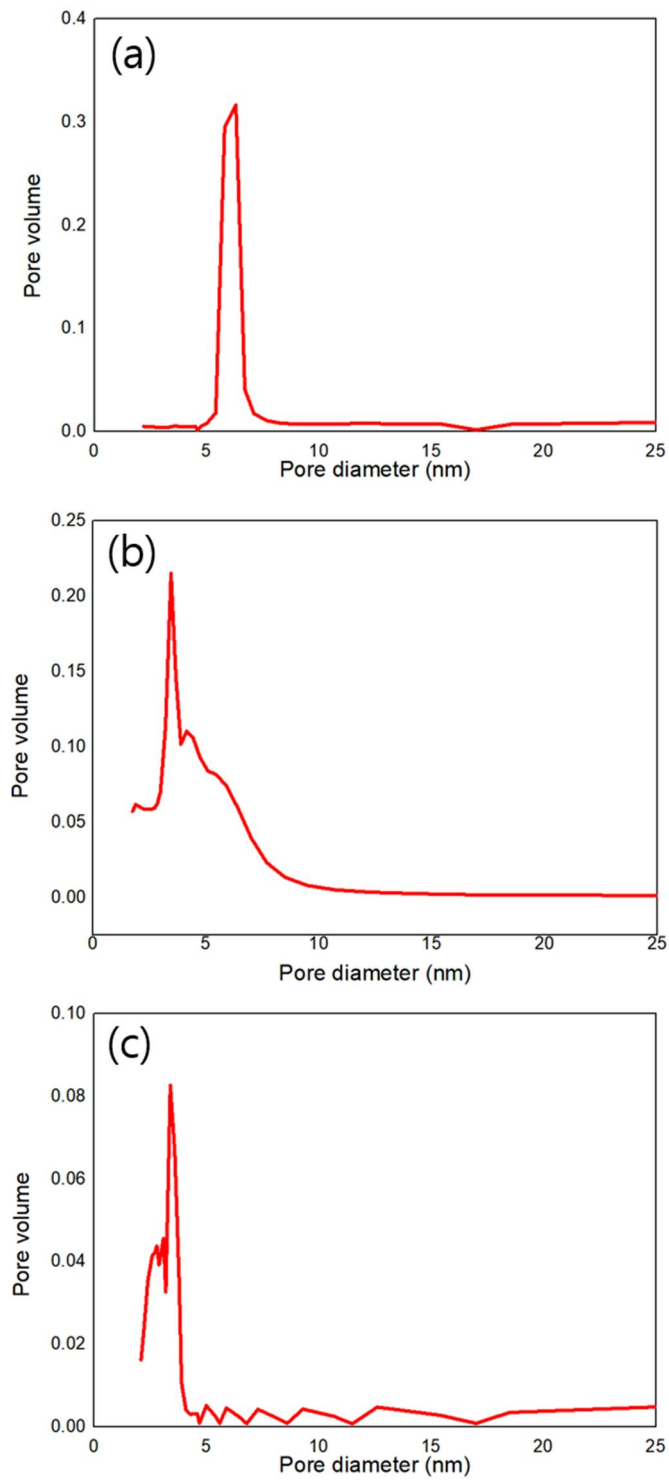 (a)
0.4
0.3
0.2
0.1
0.0
Pore volume
0 5 10 15 20 25
Pore diameter (nm)
(b)
0.25
0.20
0.15
0.10
0.05
0.00
Pore volume
0 5 10 15 20 25
Pore diameter (nm)
(c)
0.10
0.08
0.06
0.04
0.02
0.00
Pore volume
0 5 10 15 20 25
Pore diameter (nm)